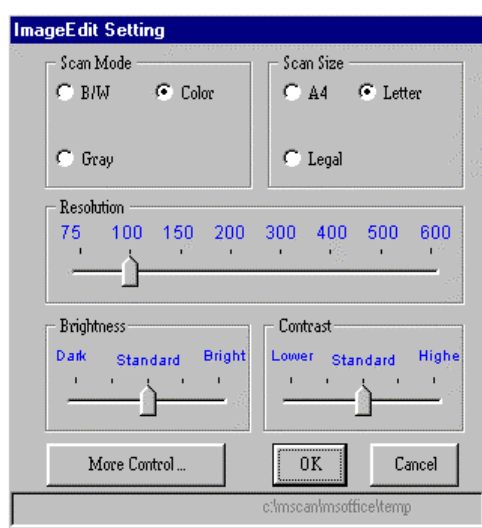 ImageEdit Setting
Scan Mode
B/W Color
Gray
Scan Size
A4 Letter
Legal
Resolution
75 100 150 200 300 400 500 600
Brightness
Dark Standard Bright
Contrast
Lower Standard Highe
More Control ...
OK
Cancel
c:\mscan\msoffice\temp